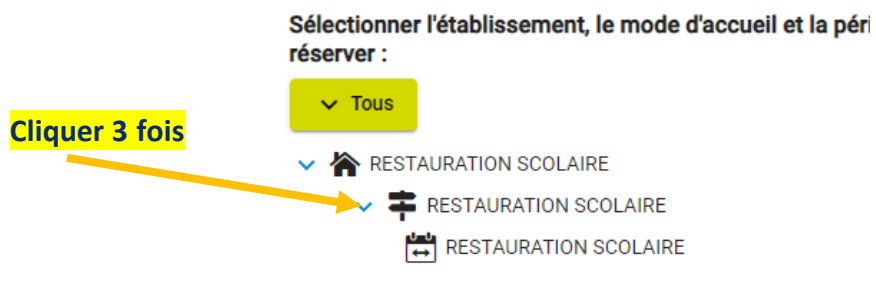 Sélectionner l'établissement, le mode d'accueil et la péri
réserver :
Tous
Cliquer 3 fois
RESTAURATION SCOLAIRE
RESTAURATION SCOLAIRE
RESTAURATION SCOLAIRE